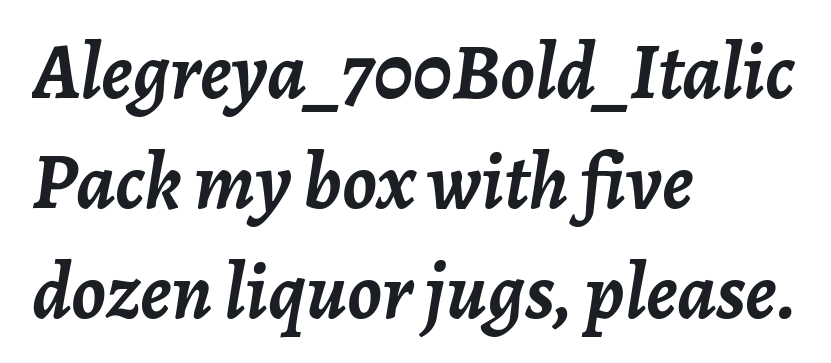 Alegreya_700Bold_Italic
Pack my box with five
dozen liquor jugs, please.